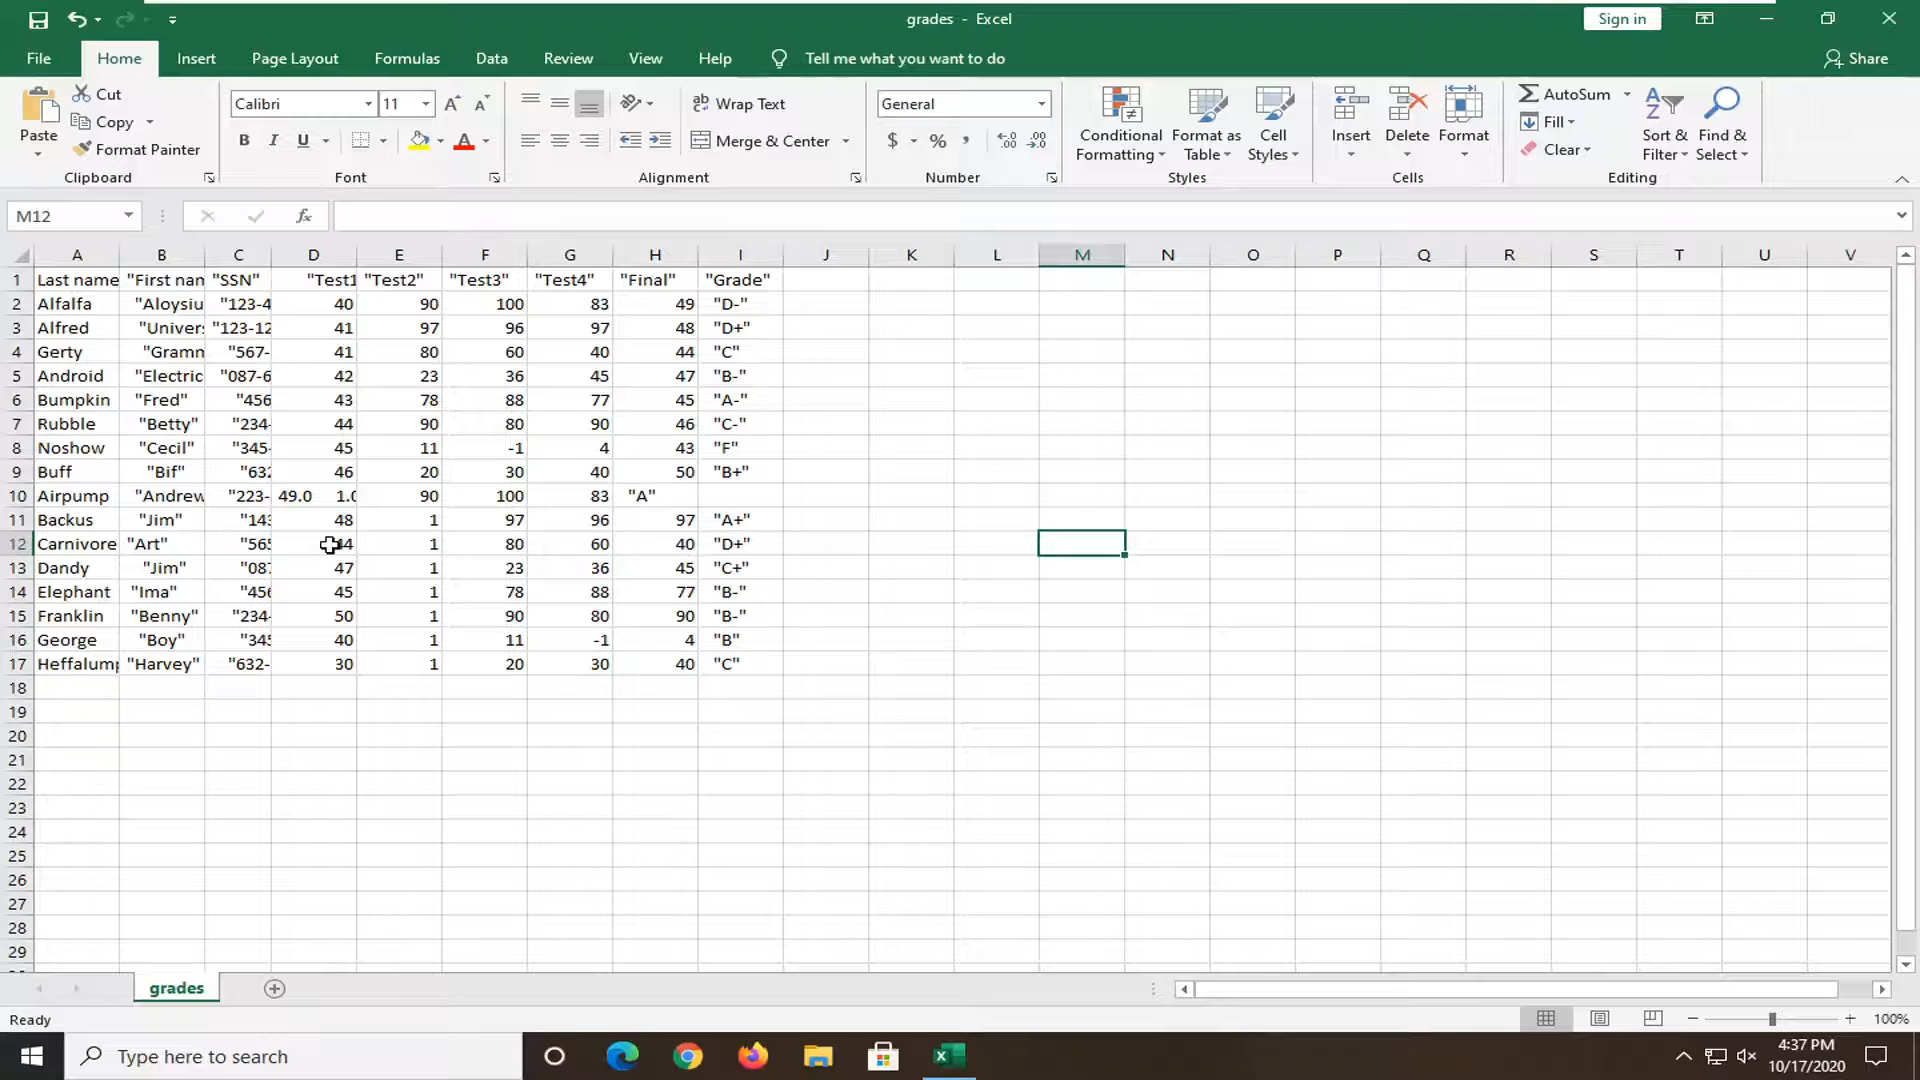 grades - Excel
Sign in
File Home Insert Page Layout Formulas Data Review View Help Tell me what you want to do Share
Paste
Cut
Copy
Format Painter
Clipboard
Calibri 11
B I U
Font
Wrap Text
Merge & Center
Alignment
General
$ % ,
Number
Conditional Formatting
Format as Table
Cell Styles
Styles
Insert Delete Format
Cells
AutoSum
Fill
Clear
Sort & Filter
Find & Select
Editing
M12 fx
A B C D E F G H I J K L M N O P Q R S T U V
1 Last name "First nan "SSN" "Test1 "Test2" "Test3" "Test4" "Final" "Grade"
2 Alfalfa "Aloysiu "123-4 40 90 100 83 49 "D-"
3 Alfred "Univers "123-12 41 97 96 97 48 "D+"
4 Gerty "Gramm "567- 41 80 60 40 44 "C"
5 Android "Electric "087-6 42 23 36 45 47 "B-"
6 Bumpkin "Fred" "456 43 78 88 77 45 "A-"
7 Rubble "Betty" "234- 44 90 80 90 46 "C-"
8 Noshow "Cecil" "345- 45 11 -1 4 43 "F"
9 Buff "Bif" "632 46 20 30 40 50 "B+"
10 Airpump "Andrew "223- 49.0 1.0 90 100 83 "A"
11 Backus "Jim" "143 48 1 97 96 97 "A+"
12 Carnivore "Art" "565 44 1 80 60 40 "D+"
13 Dandy "Jim" "087 47 1 23 36 45 "C+"
14 Elephant "Ima" "456 45 1 78 88 77 "B-"
15 Franklin "Benny" "234- 50 1 90 80 90 "B-"
16 George "Boy" "345 40 1 11 -1 4 "B"
17 Heffalump "Harvey" "632- 30 1 20 30 40 "C"
18
19
20
21
22
23
24
25
26
27
28
29
grades
Ready
100%
Type here to search
4:37 PM
10/17/2020